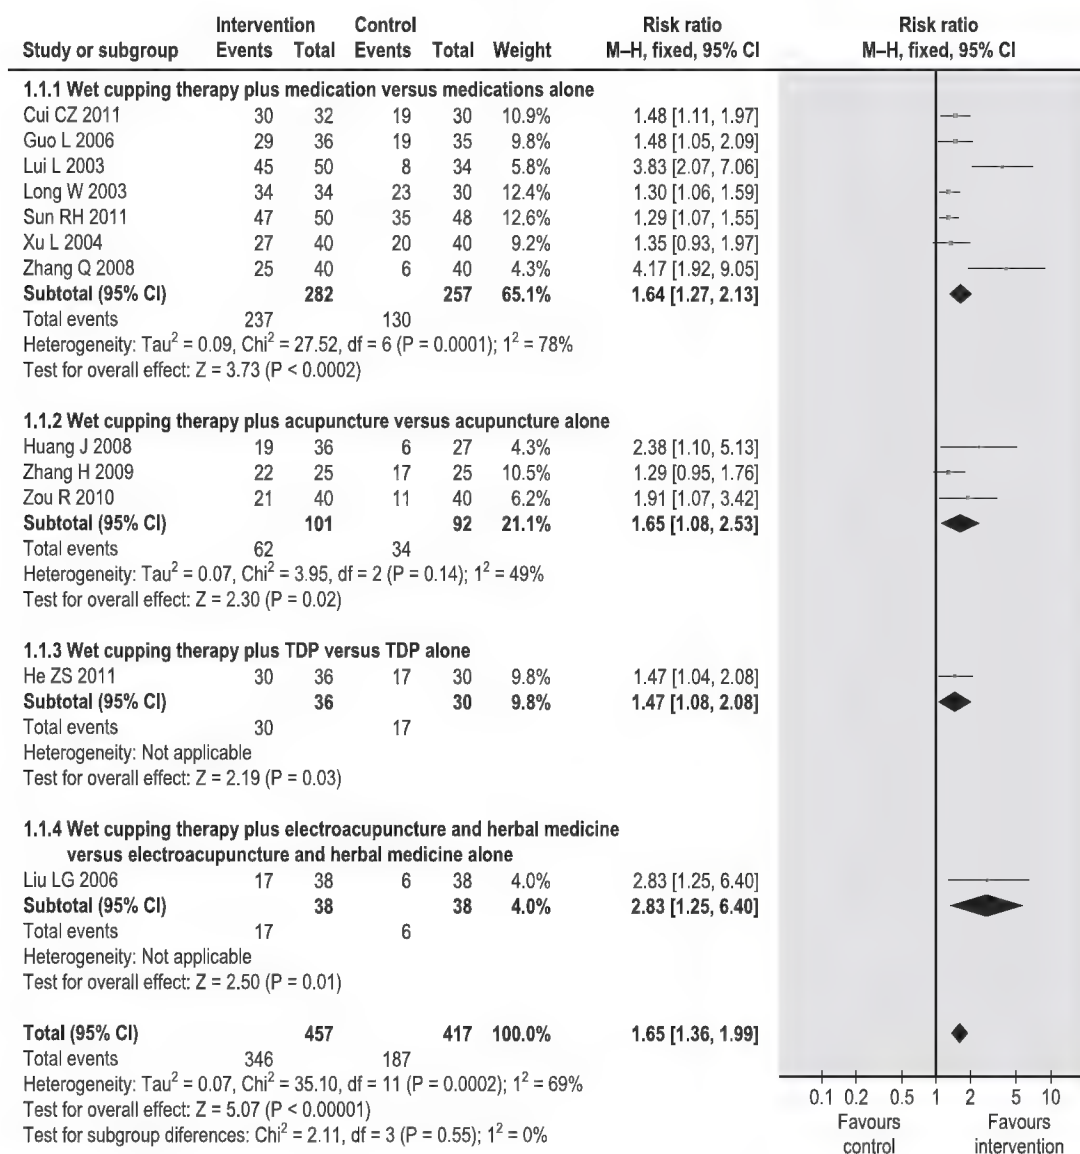 Intervention Control Risk ratio Risk ratio
Study or subgroup Events Total Events Total Weight M–H, fixed, 95% CI M–H, fixed, 95% CI
1.1.1 Wet cupping therapy plus medication versus medications alone
Cui CZ 2011 30 32 19 30 10.9% 1.48 [1.11, 1.97]
Guo L 2006 29 36 19 35 9.8% 1.48 [1.05, 2.09]
Lui L 2003 45 50 8 34 5.8% 3.83 [2.07, 7.06]
Long W 2003 34 34 23 30 12.4% 1.30 [1.06, 1.59]
Sun RH 2011 47 50 35 48 12.6% 1.29 [1.07, 1.55]
Xu L 2004 27 40 20 40 9.2% 1.35 [0.93, 1.97]
Zhang Q 2008 25 40 6 40 4.3% 4.17 [1.92, 9.05]
Subtotal (95% CI) 282 257 65.1% 1.64 [1.27, 2.13]
Total events 237 130
Heterogeneity: Tau² = 0.09, Chi² = 27.52, df = 6 (P = 0.0001); 1² = 78%
Test for overall effect: Z = 3.73 (P < 0.0002)
1.1.2 Wet cupping therapy plus acupuncture versus acupuncture alone
Huang J 2008 19 36 6 27 4.3% 2.38 [1.10, 5.13]
Zhang H 2009 22 25 17 25 10.5% 1.29 [0.95, 1.76]
Zou R 2010 21 40 11 40 6.2% 1.91 [1.07, 3.42]
Subtotal (95% CI) 101 92 21.1% 1.65 [1.08, 2.53]
Total events 62 34
Heterogeneity: Tau² = 0.07, Chi² = 3.95, df = 2 (P = 0.14); 1² = 49%
Test for overall effect: Z = 2.30 (P = 0.02)
1.1.3 Wet cupping therapy plus TDP versus TDP alone
He ZS 2011 30 36 17 30 9.8% 1.47 [1.04, 2.08]
Subtotal (95% CI) 36 30 9.8% 1.47 [1.08, 2.08]
Total events 30 17
Heterogeneity: Not applicable
Test for overall effect: Z = 2.19 (P = 0.03)
1.1.4 Wet cupping therapy plus electroacupuncture and herbal medicine
versus electroacupuncture and herbal medicine alone
Liu LG 2006 17 38 6 38 4.0% 2.83 [1.25, 6.40]
Subtotal (95% CI) 38 38 4.0% 2.83 [1.25, 6.40]
Total events 17 6
Heterogeneity: Not applicable
Test for overall effect: Z = 2.50 (P = 0.01)
Total (95% CI) 457 417 100.0% 1.65 [1.36, 1.99]
Total events 346 187
Heterogeneity: Tau² = 0.07, Chi² = 35.10, df = 11 (P = 0.0002); 1² = 69%
Test for overall effect: Z = 5.07 (P < 0.00001)
Test for subgroup diferences: Chi² = 2.11, df = 3 (P = 0.55); 1² = 0%
0.1 0.2 0.5 1 2 5 10
Favours Favours
control intervention